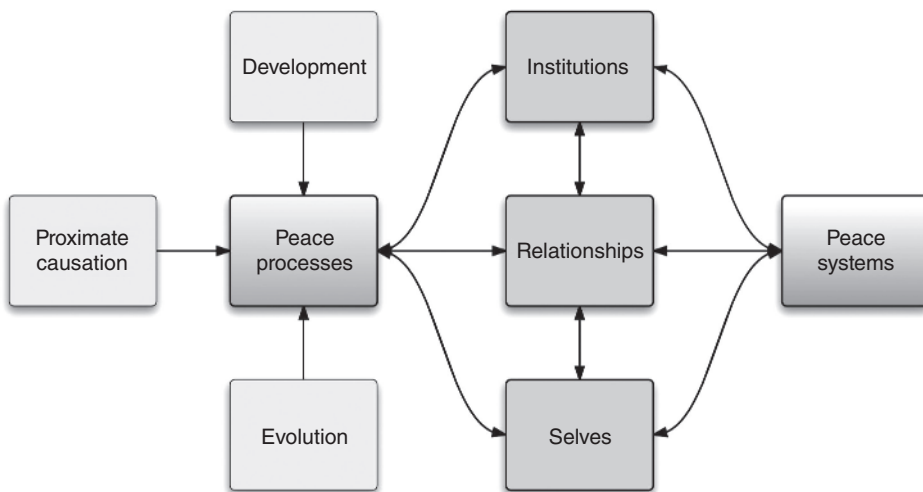 Development
Institutions
Proximate
causation
Peace
processes
Relationships
Peace
systems
Evolution
Selves